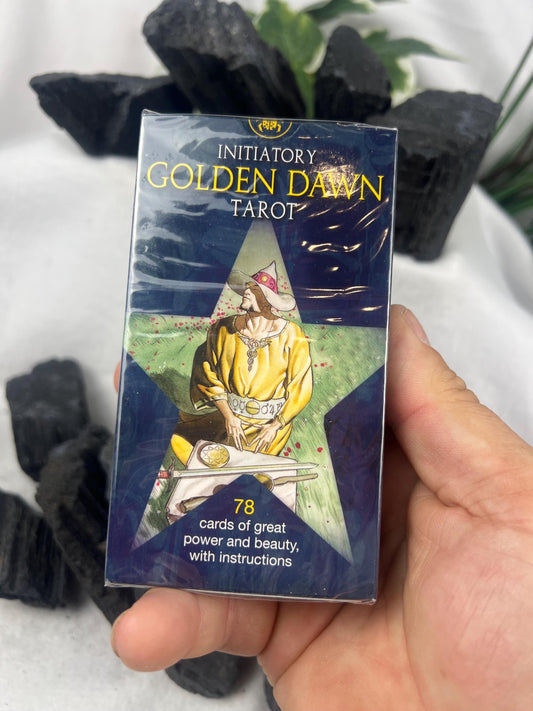 INITIATORY
GOLDEN DAWN
TAROT
78
cards of great
power and beauty,
with instructions